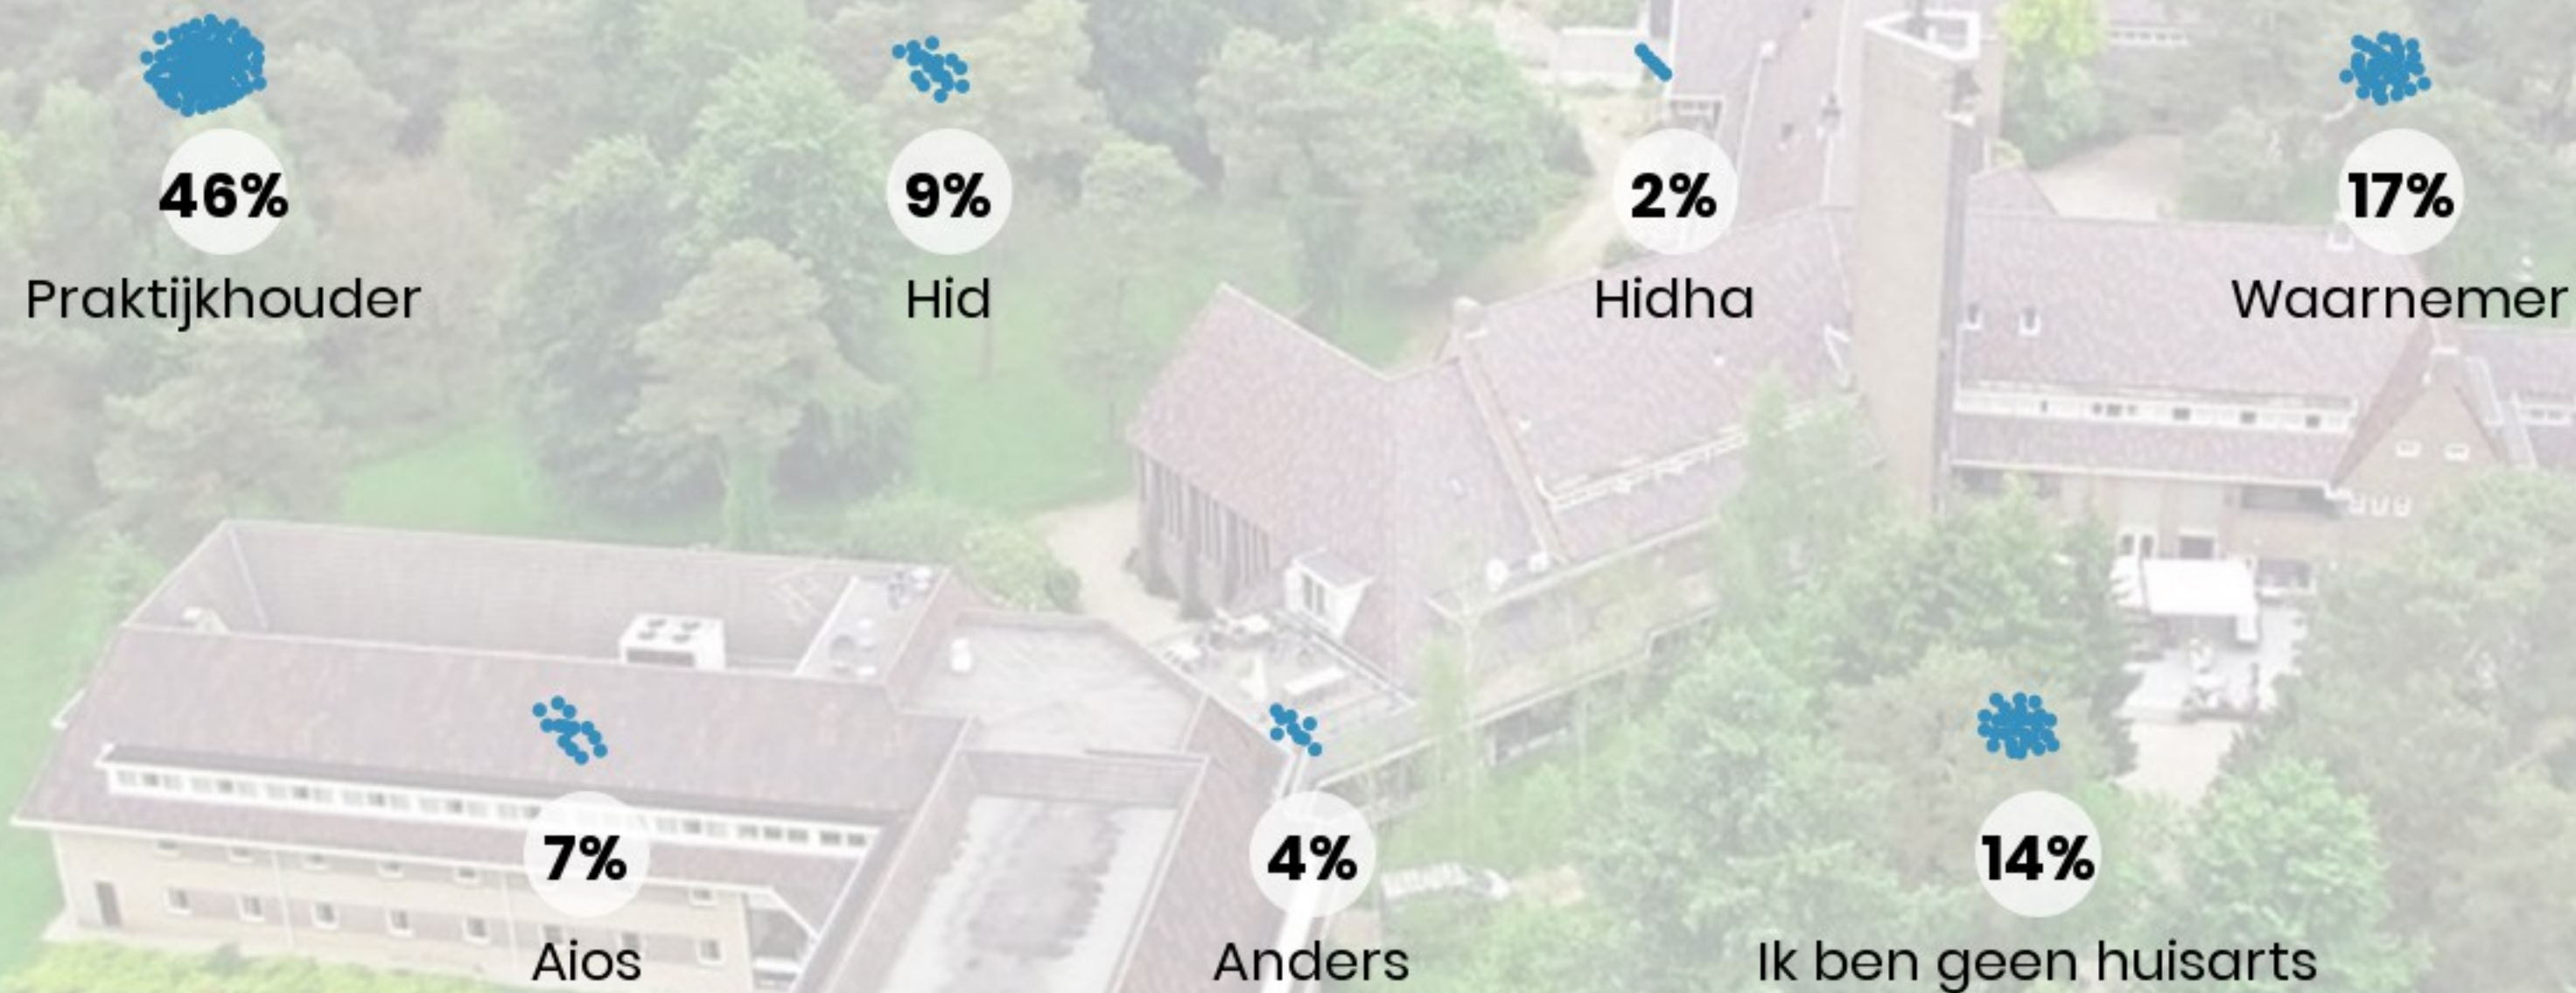 46% 9% 2% 17%
Praktijkhouder Hid Hidha Waarnemer
7% 4% 14%
Aios Anders Ik ben geen huisarts